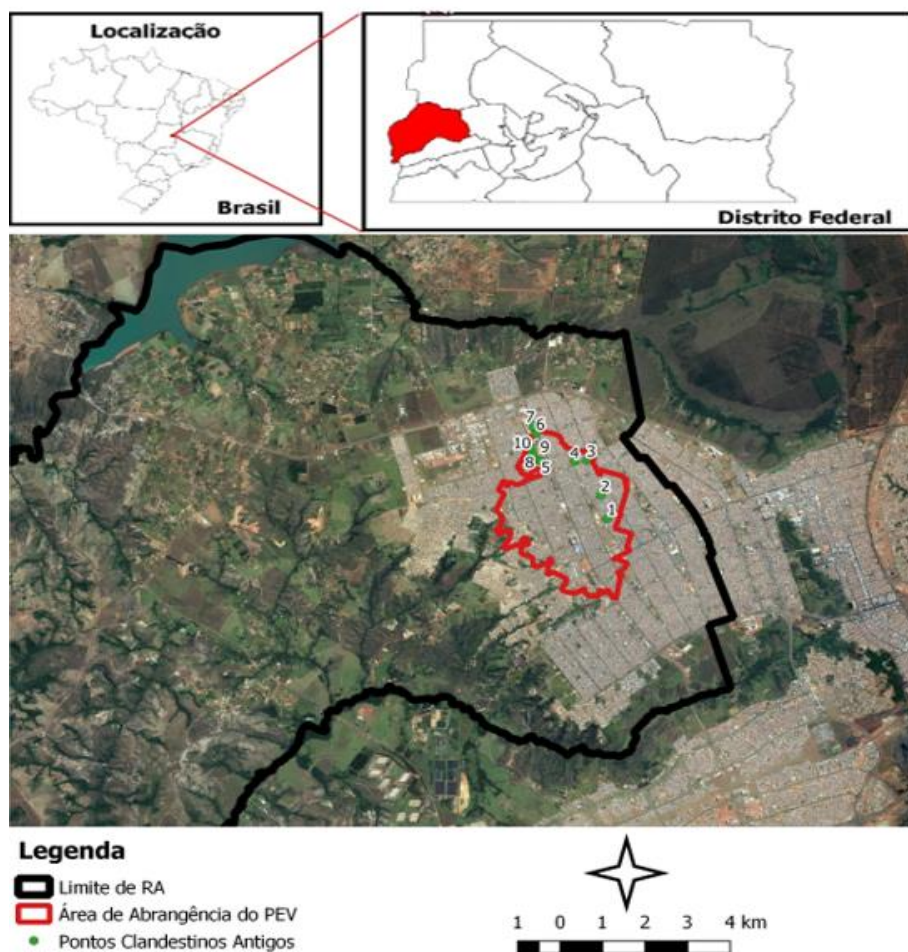 Localização
Brasil
Distrito Federal
7
6
10
9
4
3
8
5
2
1
Legenda
Limite de RA
Área de Abrangência do PEV
Pontos Clandestinos Antigos
1 0 1 2 3 4 km